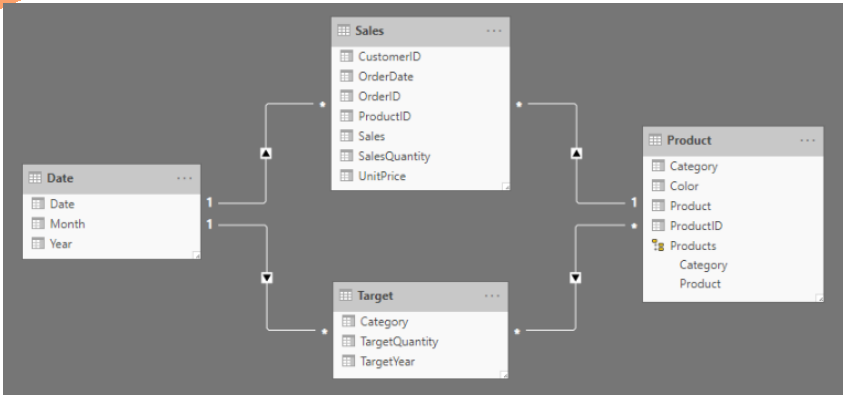 Sales
CustomerID
OrderDate
OrderID
ProductID
Sales
SalesQuantity
UnitPrice
*
*
Date
Date
Month
Year
1
1
Product
Category
Color
Product
ProductID
Products
Category
Product
1
*
Target
Category
TargetQuantity
TargetYear
*
*